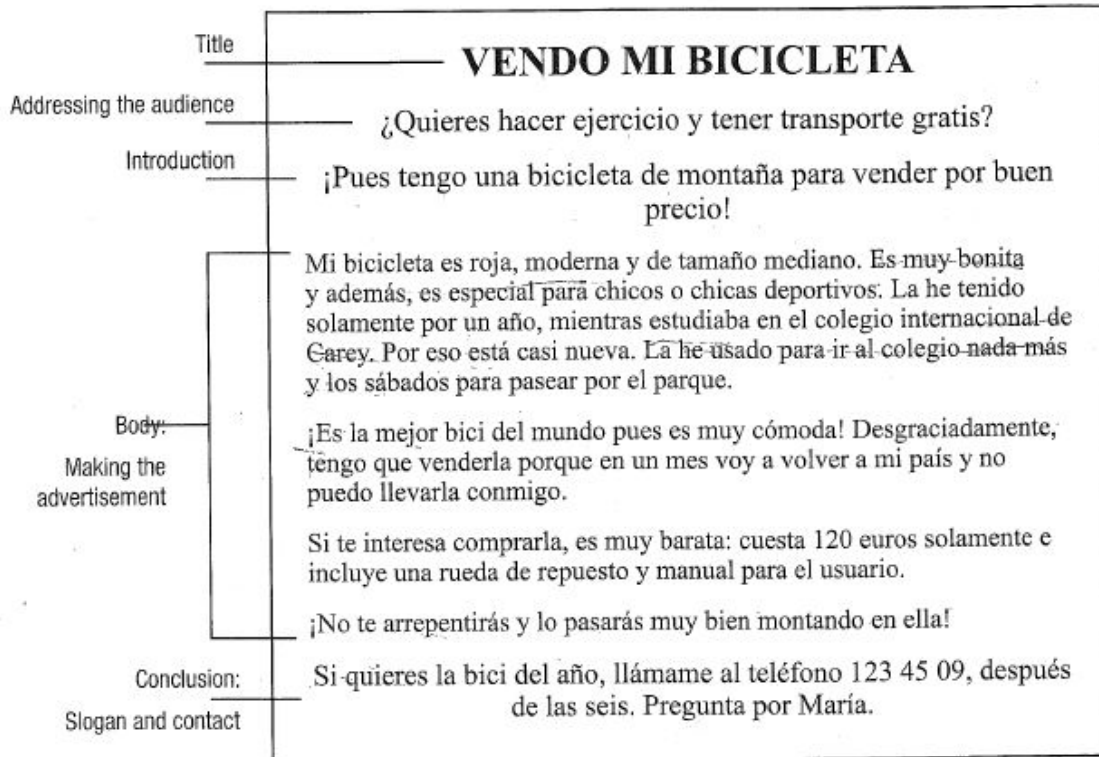 Title
VENDO MI BICICLETA
Addressing the audience
¿Quieres hacer ejercicio y tener transporte gratis?
Introduction
¡Pues tengo una bicicleta de montaña para vender por buen
precio!
Mi bicicleta es roja, moderna y de tamaño mediano. Es muy bonita
y además, es especial para chicos o chicas deportivos. La he tenido
solamente por un año, mientras estudiaba en el colegio internacional de
Carey. Por eso está casi nueva. La he usado para ir al colegio nada más
y los sábados para pasear por el parque.
Body:
Making the
advertisement
¡Es la mejor bici del mundo pues es muy cómoda! Desgraciadamente,
tengo que venderla porque en un mes voy a volver a mi país y no
puedo llevarla conmigo.
Si te interesa comprarla, es muy barata: cuesta 120 euros solamente e
incluye una rueda de repuesto y manual para el usuario.
¡No te arrepentirás y lo pasarás muy bien montando en ella!
Conclusion:
Slogan and contact
Si quieres la bici del año, llámame al teléfono 123 45 09, después
de las seis. Pregunta por María.